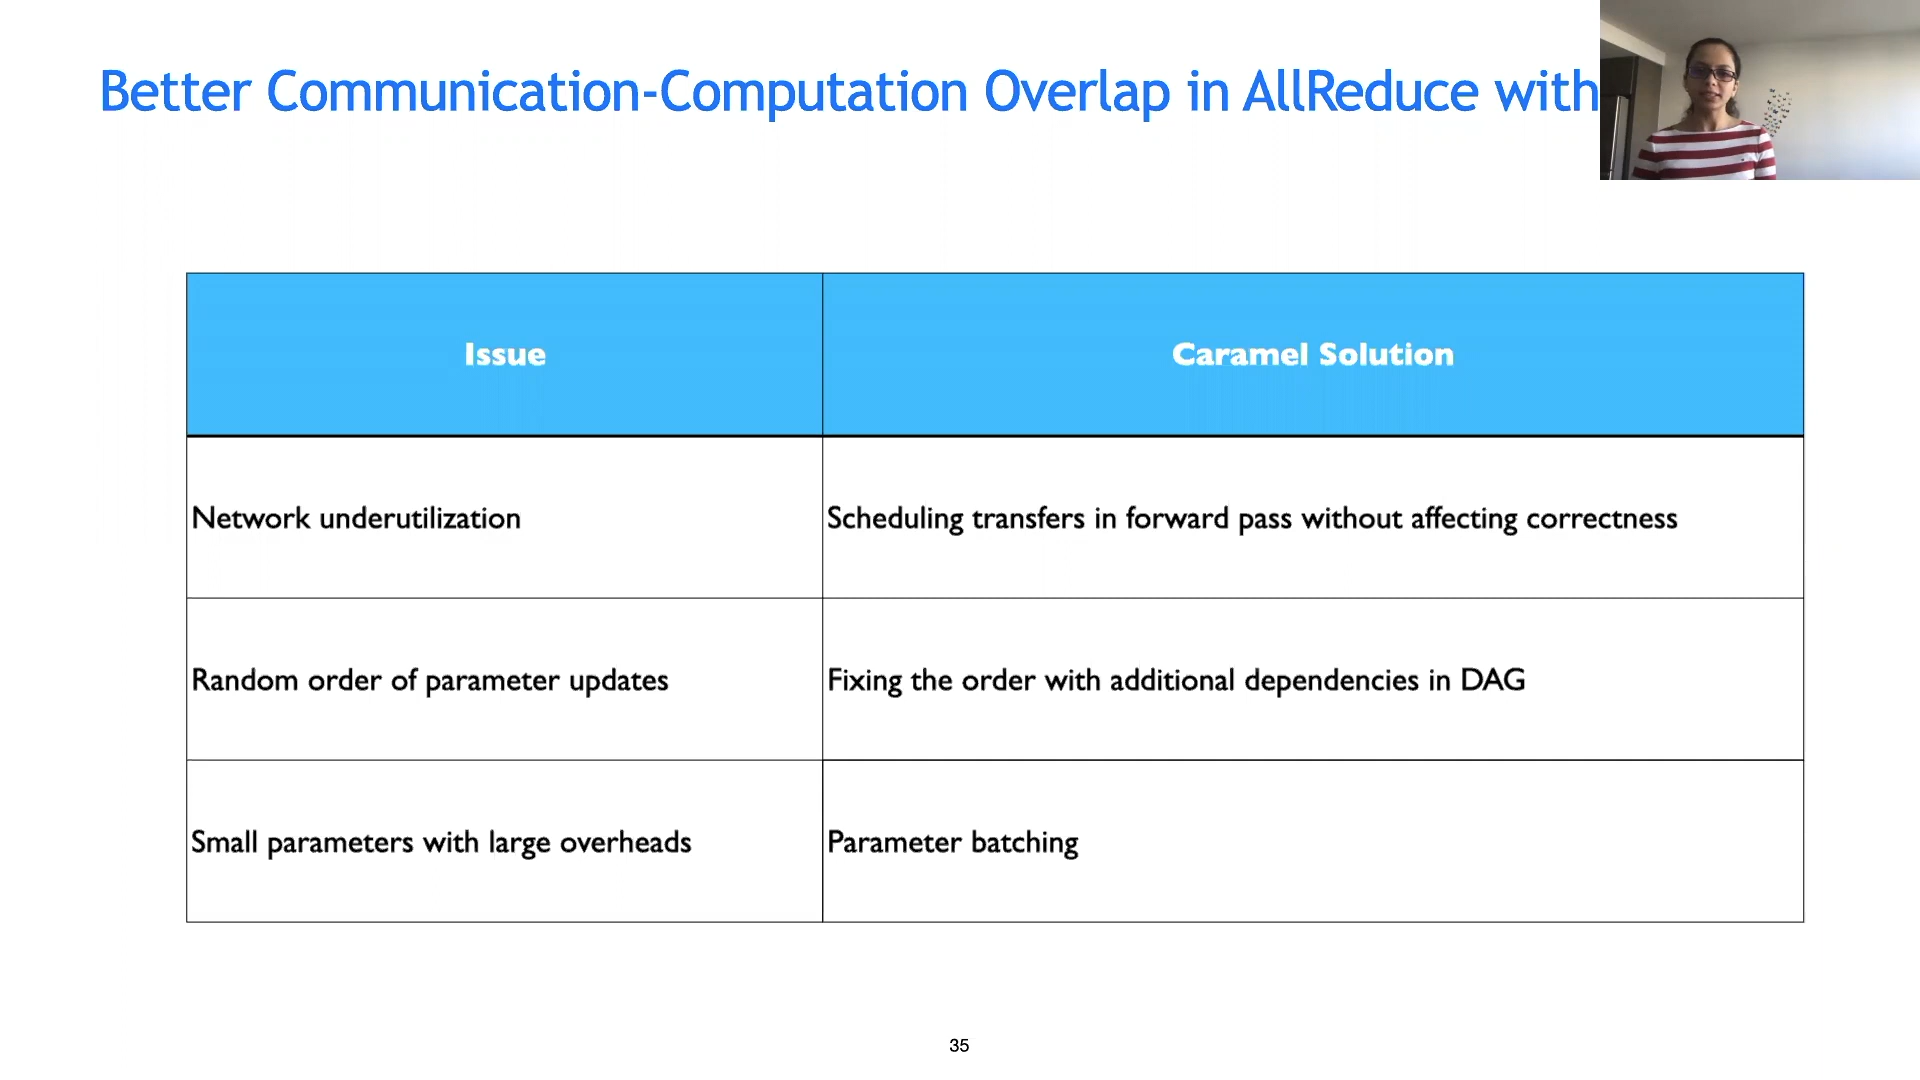 Better Communication-Computation Overlap in AllReduce with
Issue
Caramel Solution
Network underutilization
Scheduling transfers in forward pass without affecting correctness
Random order of parameter updates
Fixing the order with additional dependencies in DAG
Small parameters with large overheads
Parameter batching
35